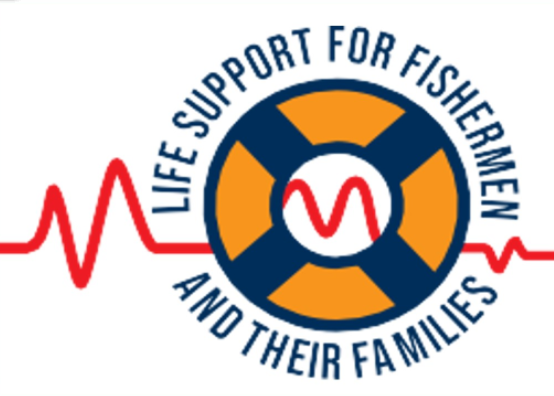 LIFE SUPPORT FOR FISHERMEN
AND THEIR FAMILIES